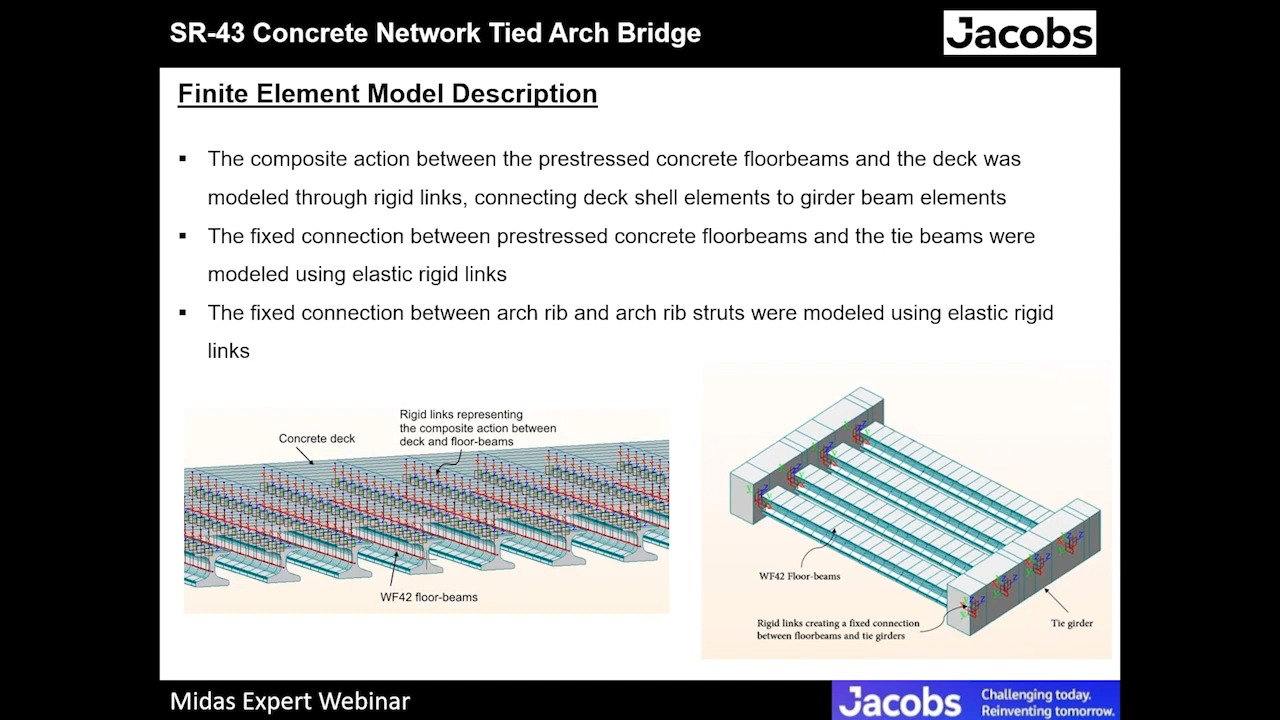 SR-43 Concrete Network Tied Arch Bridge
Jacobs
Finite Element Model Description
▪ The composite action between the prestressed concrete floorbeams and the deck was
modeled through rigid links, connecting deck shell elements to girder beam elements
▪ The fixed connection between prestressed concrete floorbeams and the tie beams were
modeled using elastic rigid links
▪ The fixed connection between arch rib and arch rib struts were modeled using elastic rigid
links
Rigid links representing
the composite action between
deck and floor-beams
Concrete deck
WF42 floor-beams
WF42 Floor-beams
Rigid links creating a fixed connection
between floorbeams and tie girders
Tie girder
Midas Expert Webinar
Jacobs
Challenging today.
Reinventing tomorrow.